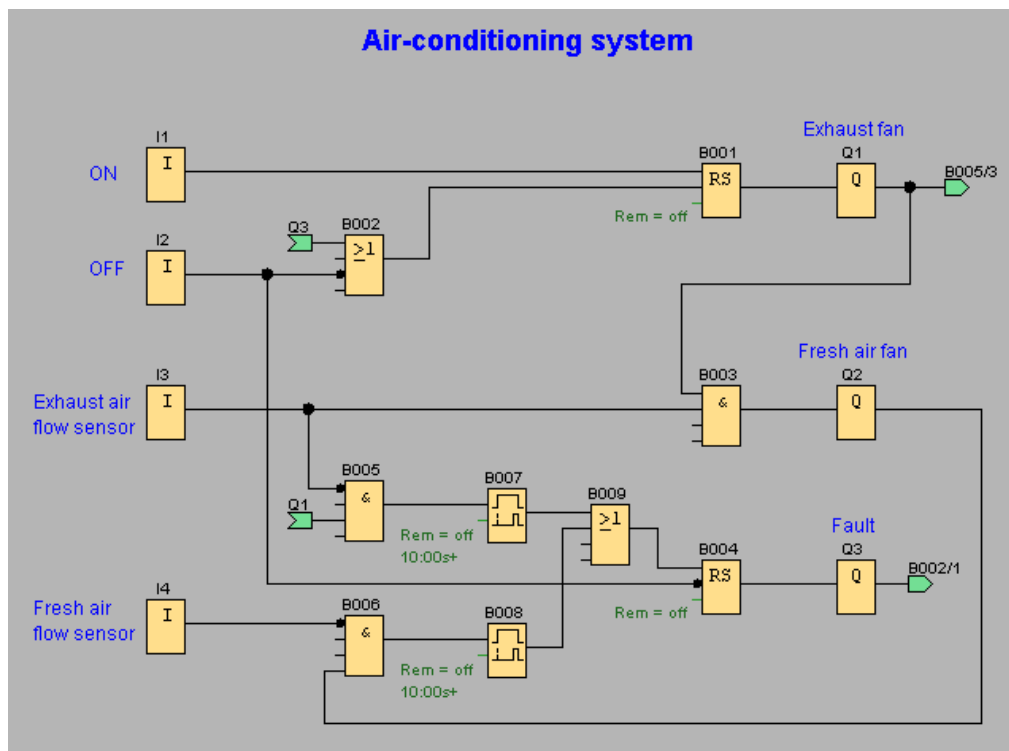 Air-conditioning system
Exhaust fan
I1
B001
Q1
B005/3
ON
I
RS
Q
Rem = off
Q3
B002
I2
≥1
OFF
I
Fresh air fan
I3
B003
Q2
Exhaust air
flow sensor
I
&
Q
B005
B007
B009
Q1
&
≥1
Fault
Rem = off
10:00s+
B004
Q3
B002/1
RS
Q
I4
B006
B008
Rem = off
Fresh air
flow sensor
I
&
Rem = off
10:00s+